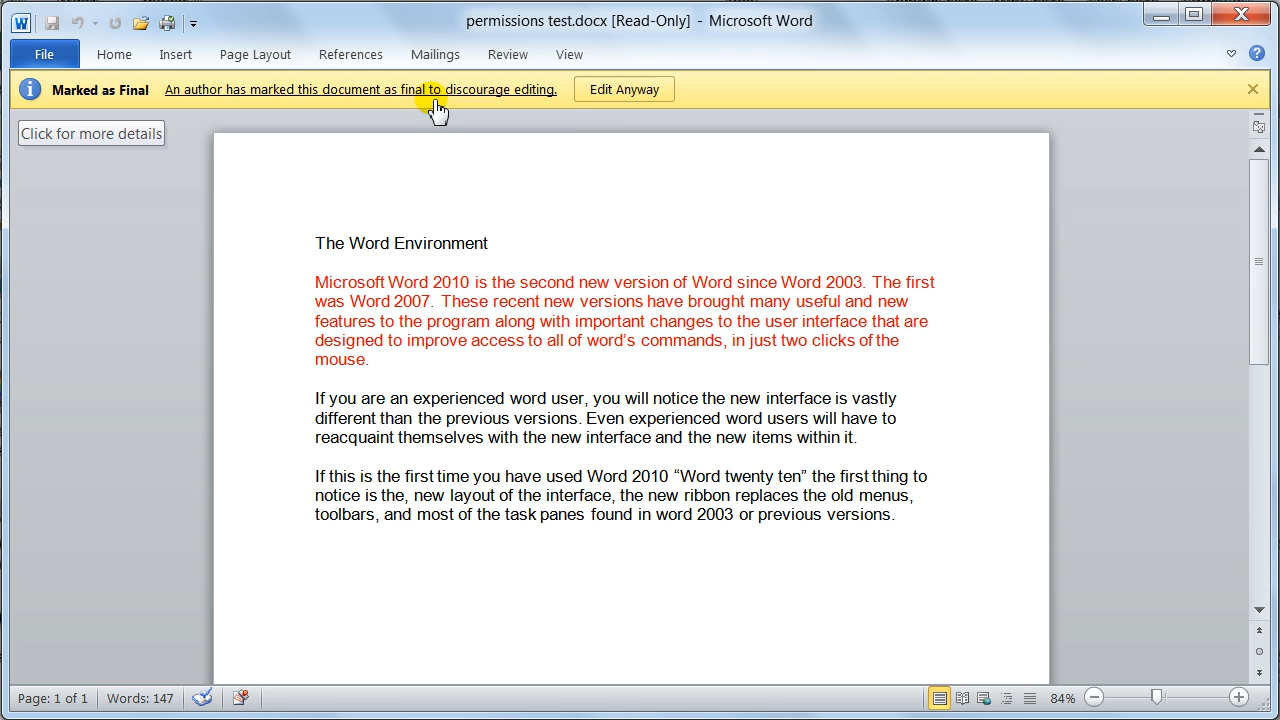 permissions test.docx [Read-Only] - Microsoft Word
File Home Insert Page Layout References Mailings Review View
Marked as Final An author has marked this document as final to discourage editing. Edit Anyway
Click for more details
The Word Environment
Microsoft Word 2010 is the second new version of Word since Word 2003. The first
was Word 2007. These recent new versions have brought many useful and new
features to the program along with important changes to the user interface that are
designed to improve access to all of word’s commands, in just two clicks of the
mouse.
If you are an experienced word user, you will notice the new interface is vastly
different than the previous versions. Even experienced word users will have to
reacquaint themselves with the new interface and the new items within it.
If this is the first time you have used Word 2010 “Word twenty ten” the first thing to
notice is the, new layout of the interface, the new ribbon replaces the old menus,
toolbars, and most of the task panes found in word 2003 or previous versions.
Page: 1 of 1 Words: 147 84%